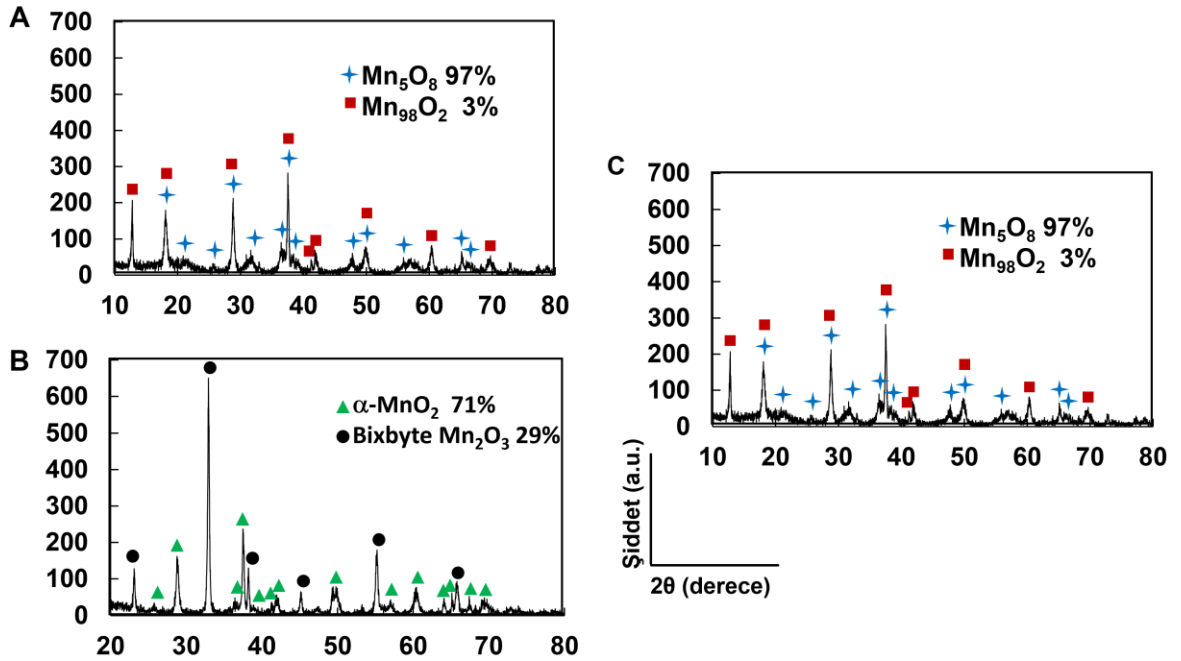 A
700
600
500
400
300
200
100
0
Mn₅O₈ 97%
Mn₉₈O₂ 3%
10 20 30 40 50 60 70 80
B
700
600
500
400
300
200
100
0
α-MnO₂ 71%
Bixbyte Mn₂O₃ 29%
20 30 40 50 60 70 80
C
700
600
500
400
300
200
100
0
Mn₅O₈ 97%
Mn₉₈O₂ 3%
10 20 30 40 50 60 70 80
Şiddet (a.u.)
2θ (derece)